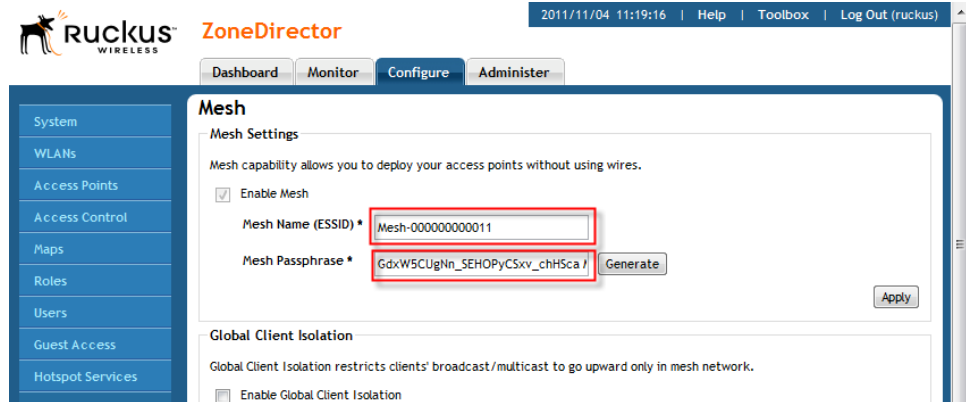 2011/11/04 11:19:16 | Help | Toolbox | Log Out (ruckus)
RUCKUS WIRELESS
ZoneDirector
Dashboard Monitor Configure Administer
System
WLANs
Access Points
Access Control
Maps
Roles
Users
Guest Access
Hotspot Services
Mesh
Mesh Settings
Mesh capability allows you to deploy your access points without using wires.
Enable Mesh
Mesh Name (ESSID) * Mesh-000000000011
Mesh Passphrase * GdxW5CUgNn_SEHOPyCSxv_chHSca Generate
Apply
Global Client Isolation
Global Client Isolation restricts clients' broadcast/multicast to go upward only in mesh network.
Enable Global Client Isolation